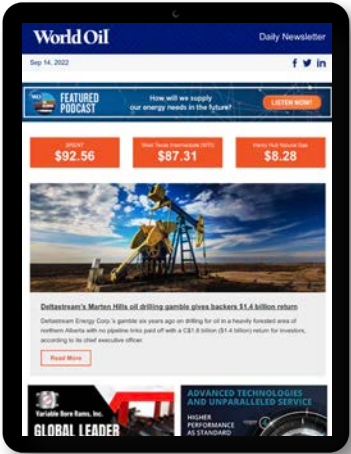 World Oil
Daily Newsletter
Sep 14, 2022
WO
FEATURED
PODCAST
How will we supply
our energy needs in the future?
LISTEN NOW!
BRENT
$92.56
West Texas Intermediate (WTI)
$87.31
Henry Hub Natural Gas
$8.28
Deltastream's Marten Hills oil drilling gamble gives backers $1.4 billion return
Deltastream Energy Corp.'s gamble six years ago on drilling for oil in a heavily forested area of
northern Alberta with no pipeline links paid off with a C$1.8 billion ($1.4 billion) return for investors,
according to its chief executive officer.
Read More
Variable Bore Rams, Inc.
GLOBAL LEADER
ADVANCED TECHNOLOGIES
AND UNPARALLELED SERVICE
HIGHER
PERFORMANCE
AS STANDARD